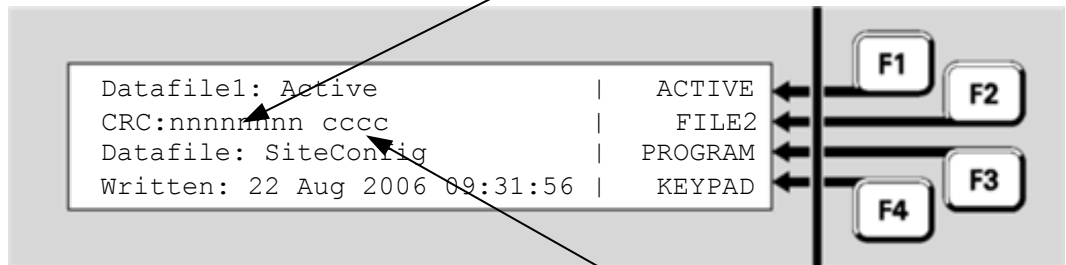 Datafile1: Active | ACTIVE
CRC:nnnnnnnn cccc | FILE2
Datafile: SiteConfig | PROGRAM
Written: 22 Aug 2006 09:31:56 | KEYPAD
F1
F2
F3
F4